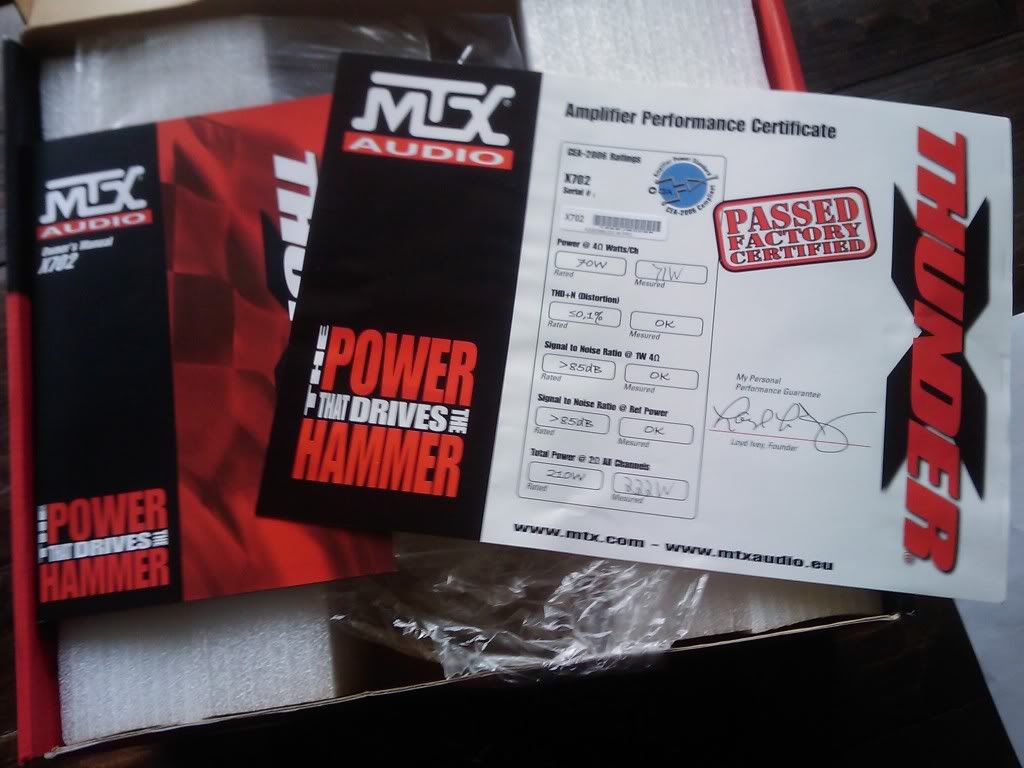 MTX
AUDIO
Owner's Manual
X702
THE
POWER
THAT DRIVES THE
HAMMER
MTX
AUDIO
THE
POWER
THAT DRIVES THE
HAMMER
Amplifier Performance Certificate
CEA-2006 Ratings
X702
Serial # :
X702
Amplifier Power Standard
CEA-2006 Compliant
Power @ 4Ω Watts/Ch
70W
71W
Rated
Mesured
THD+N (Distortion)
≤0,1%
OK
Rated
Mesured
Signal to Noise Ratio @ 1W 4Ω
>85dB
OK
Rated
Mesured
Signal to Noise Ratio @ Ref Power
>85dB
OK
Rated
Mesured
Total Power @ 2Ω All Channels
210W
222W
Rated
Mesured
PASSED
FACTORY
CERTIFIED
My Personal
Performance Guarantee
Loyd Ivey, Founder
www.mtx.com - www.mtxaudio.eu
THUNDER